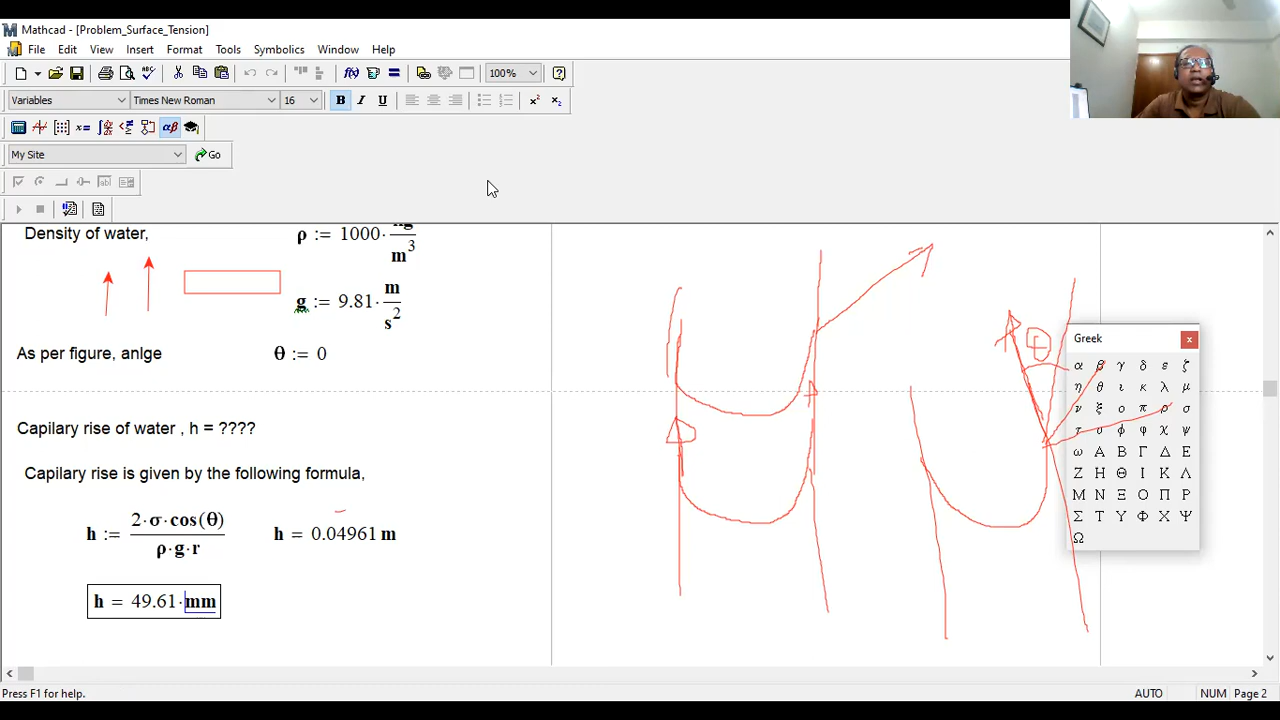 Mathcad - [Problem_Surface_Tension]
File Edit View Insert Format Tools Symbolics Window Help
100%
Variables Times New Roman 16 B I U
My Site Go
Density of water, ρ := 1000· kg/m^3
g := 9.81· m/s^2
As per figure, anlge θ := 0
Capilary rise of water , h = ????
Capilary rise is given by the following formula,
h := 2·σ·cos(θ)/ρ·g·r h = 0.04961 m
h = 49.61·mm
Greek
α β γ δ ε ζ
η θ ι κ λ μ
ν ξ ο π ρ σ
τ υ ϕ φ χ ψ
ω Α Β Γ Δ Ε
Ζ Η Θ Ι Κ Λ
Μ Ν Ξ Ο Π Ρ
Σ Τ Υ Φ Χ Ψ
Ω
Press F1 for help. AUTO NUM Page 2